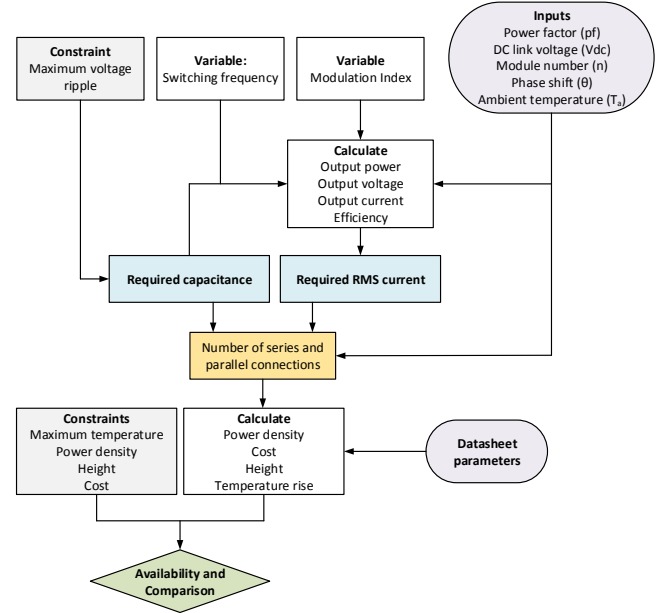 Constraint
Maximum voltage
ripple
Variable:
Switching frequency
Variable
Modulation Index
Inputs
Power factor (pf)
DC link voltage (Vdc)
Module number (n)
Phase shift (θ)
Ambient temperature (Tₐ)
Calculate
Output power
Output voltage
Output current
Efficiency
Required capacitance
Required RMS current
Number of series and
parallel connections
Constraints
Maximum temperature
Power density
Height
Cost
Calculate
Power density
Cost
Height
Temperature rise
Datasheet
parameters
Availability and
Comparison